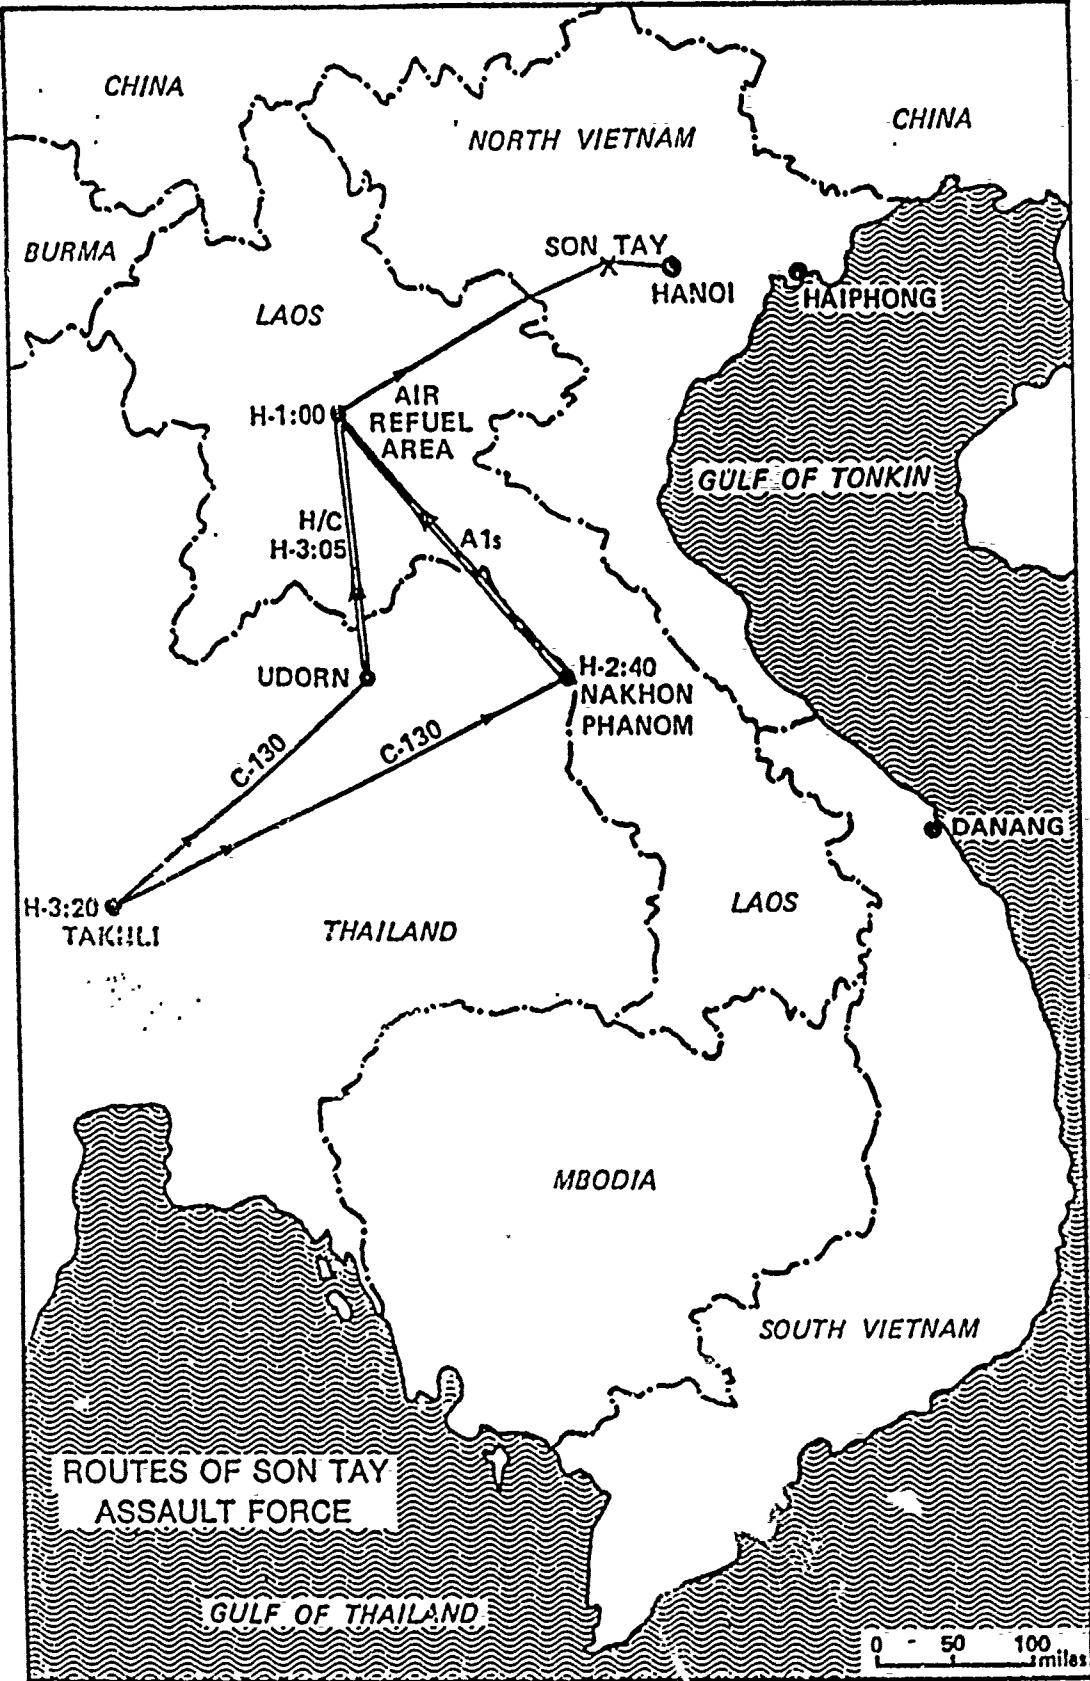 CHINA
NORTH VIETNAM
CHINA
BURMA
SON TAY
HANOI
HAIPHONG
LAOS
H-1:00
AIR
REFUEL
AREA
GULF OF TONKIN
H/C
H-3:05
A1s
UDORN
H-2:40
NAKHON
PHANOM
C-130
C-130
DANANG
H-3:20
TAKHLI
THAILAND
LAOS
MBODIA
SOUTH VIETNAM
ROUTES OF SON TAY
ASSAULT FORCE
GULF OF THAILAND
0 50 100
miles